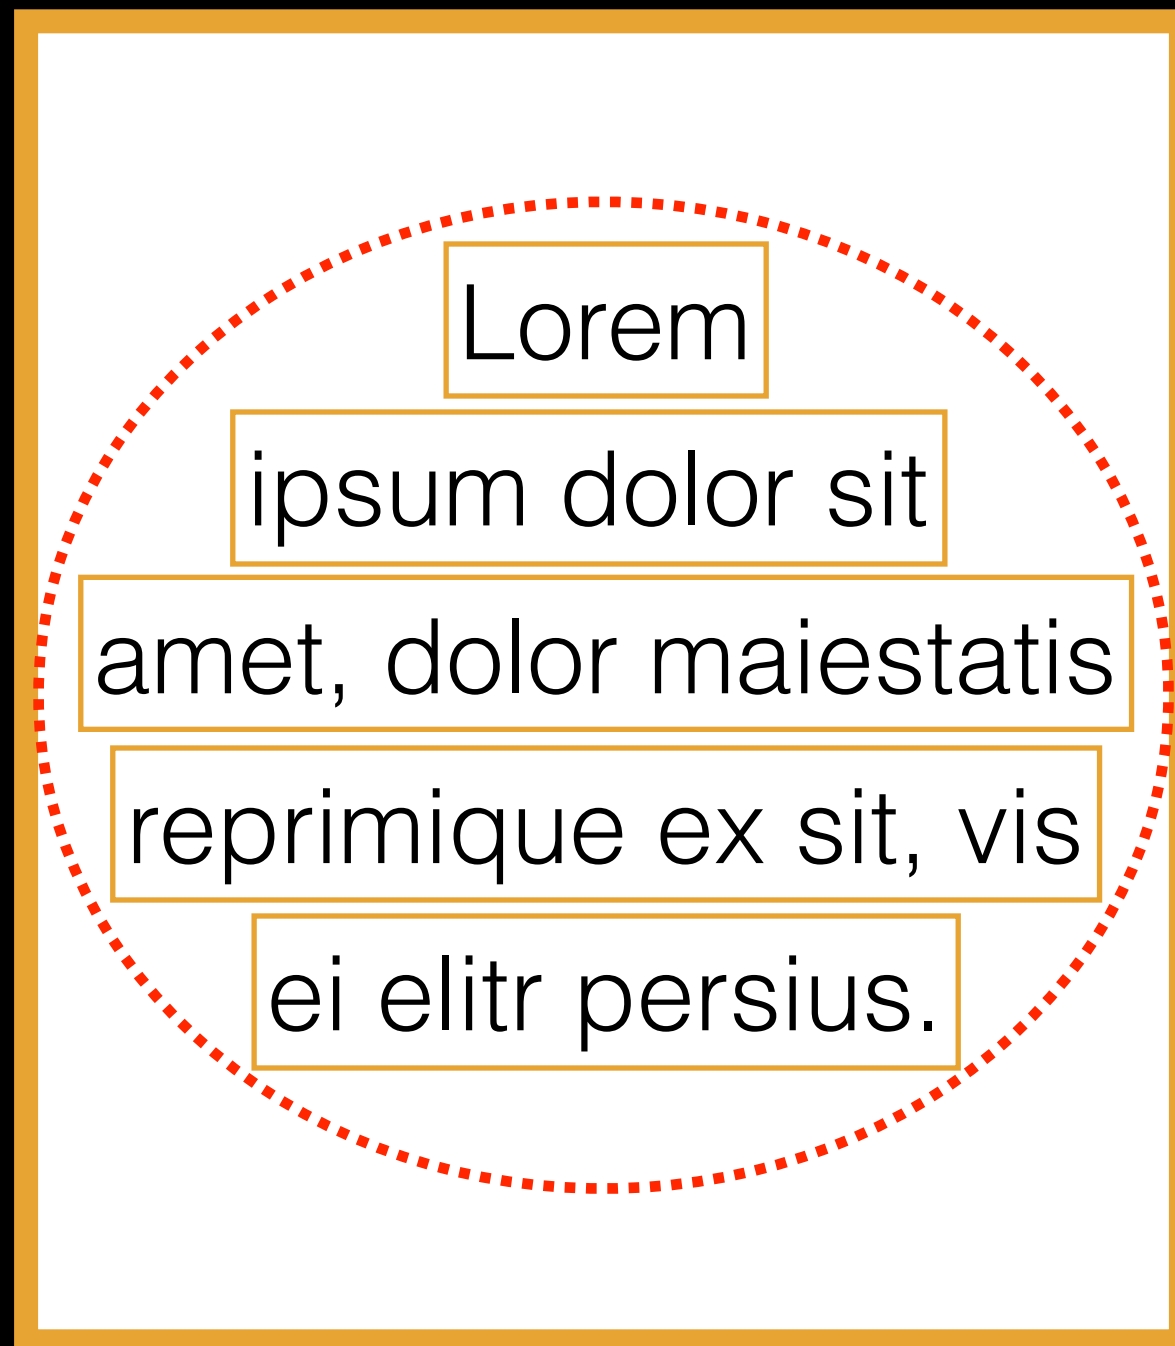 Lorem
ipsum dolor sit
amet, dolor maiestatis
reprimique ex sit, vis
ei elitr persius.